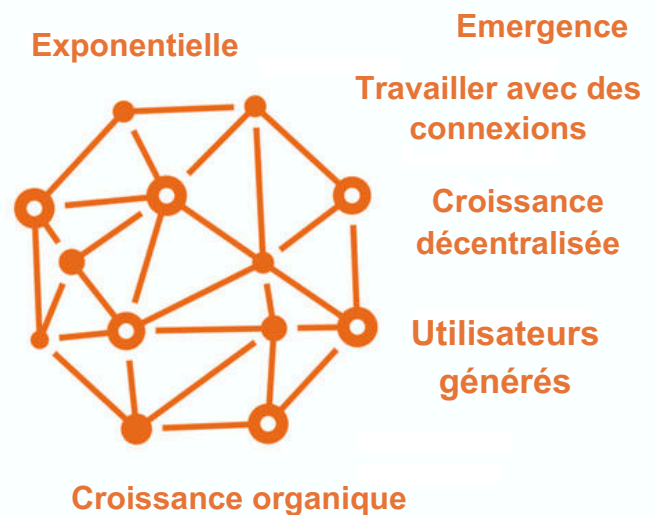 Exponentielle
Emergence
Travailler avec des
connexions
Croissance
décentralisée
Utilisateurs
générés
Croissance organique